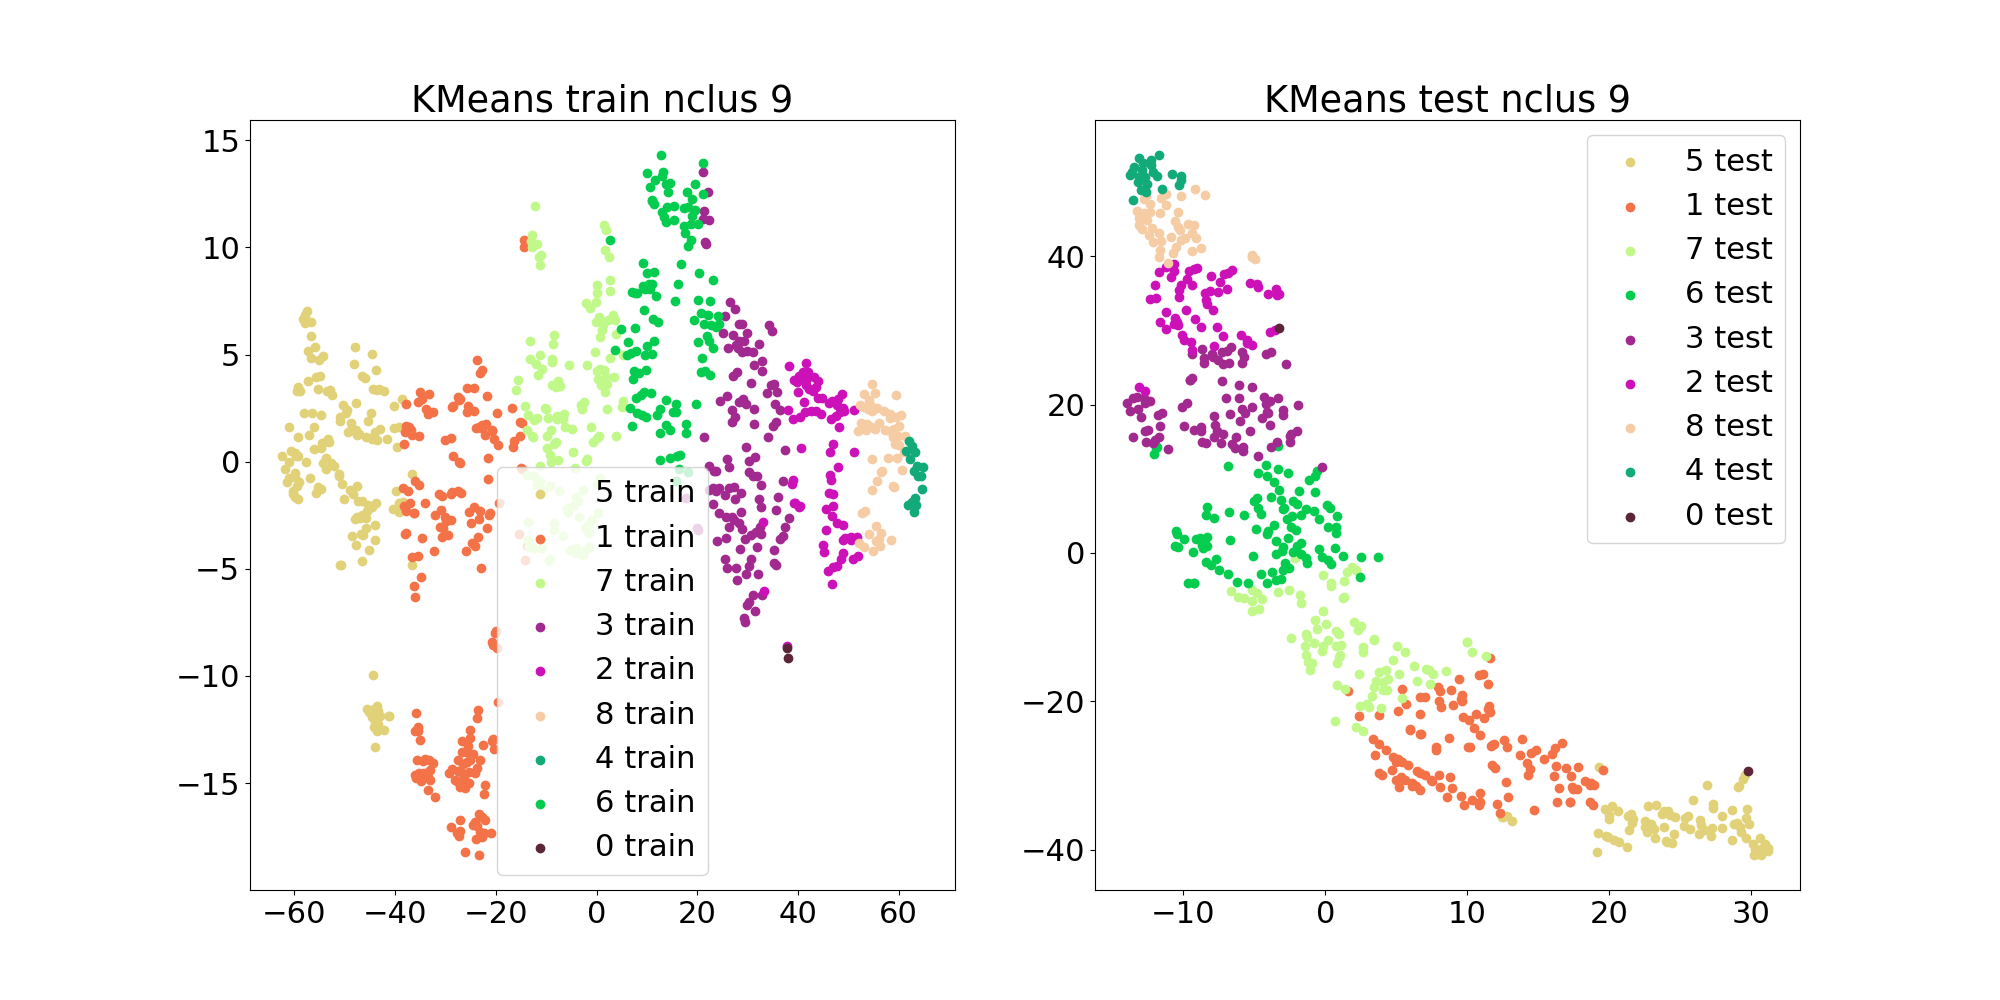 KMeans train nclus 9
15
10
5
0
−5
−10
−15
−60 −40 −20 0 20 40 60
5 train
1 train
7 train
3 train
2 train
8 train
4 train
6 train
0 train
KMeans test nclus 9
40
20
0
−20
−40
−10 0 10 20 30
5 test
1 test
7 test
6 test
3 test
2 test
8 test
4 test
0 test